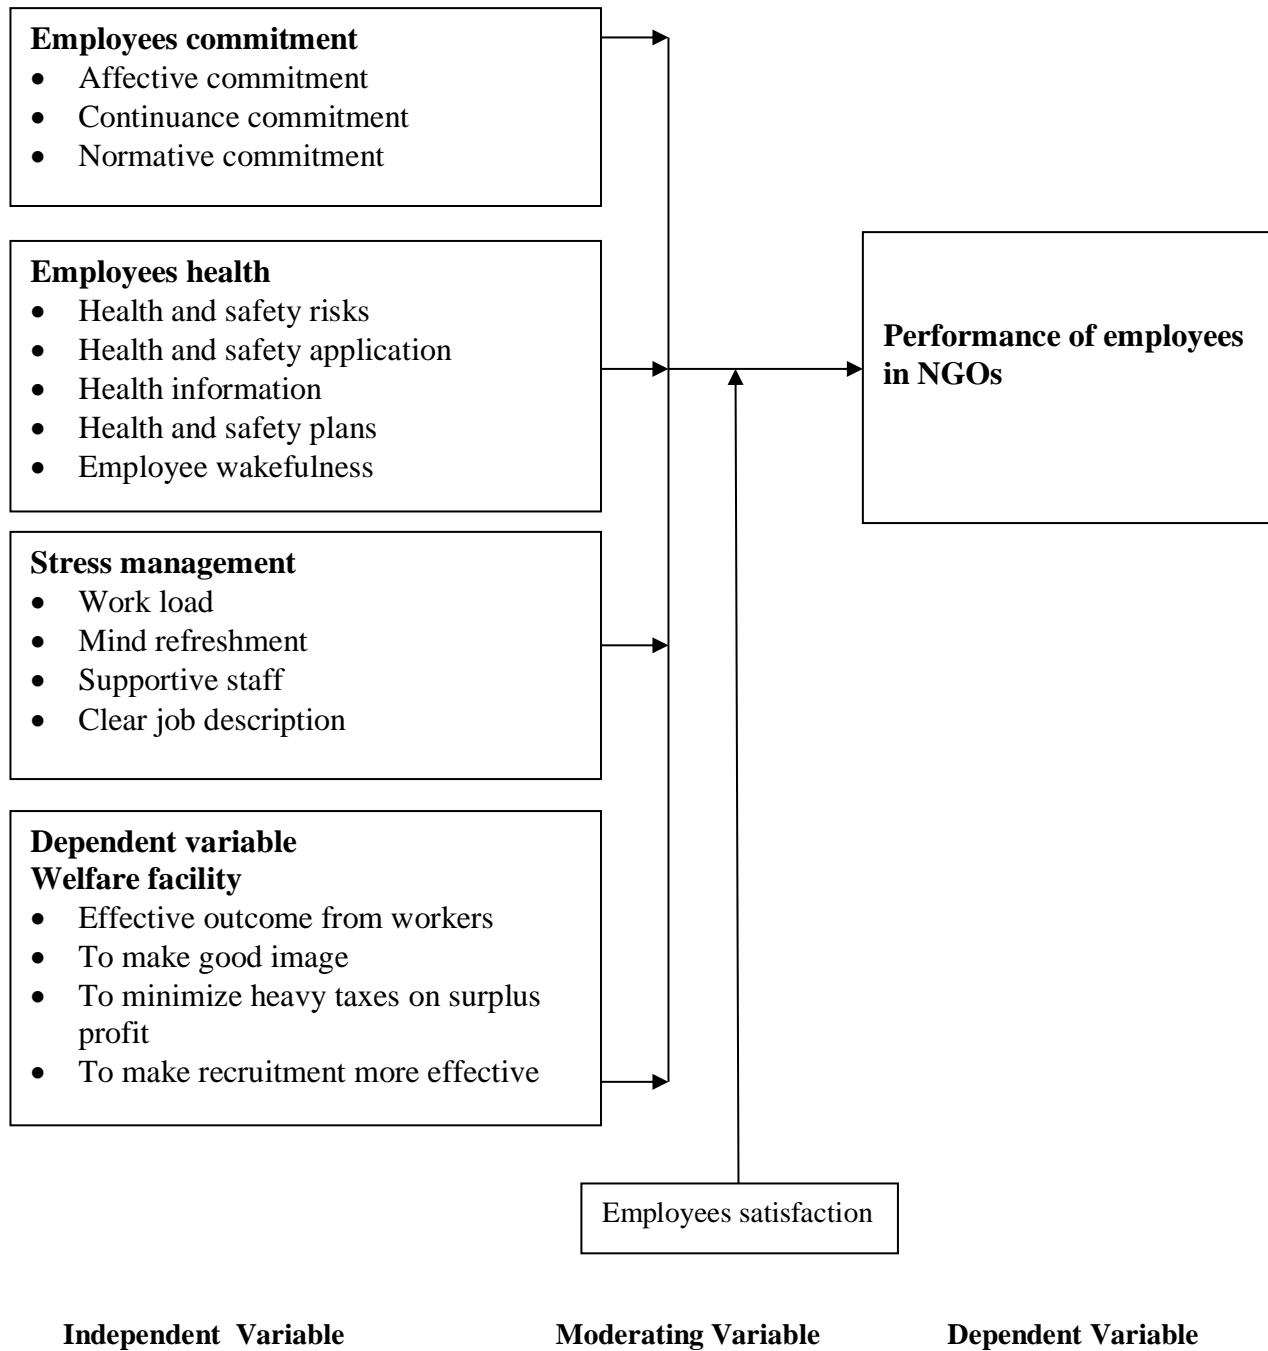 Employees commitment
• Affective commitment
• Continuance commitment
• Normative commitment
Employees health
• Health and safety risks
• Health and safety application
• Health information
• Health and safety plans
• Employee wakefulness
Stress management
• Work load
• Mind refreshment
• Supportive staff
• Clear job description
Dependent variable
Welfare facility
• Effective outcome from workers
• To make good image
• To minimize heavy taxes on surplus
profit
• To make recruitment more effective
Performance of employees
in NGOs
Employees satisfaction
Independent Variable
Moderating Variable
Dependent Variable